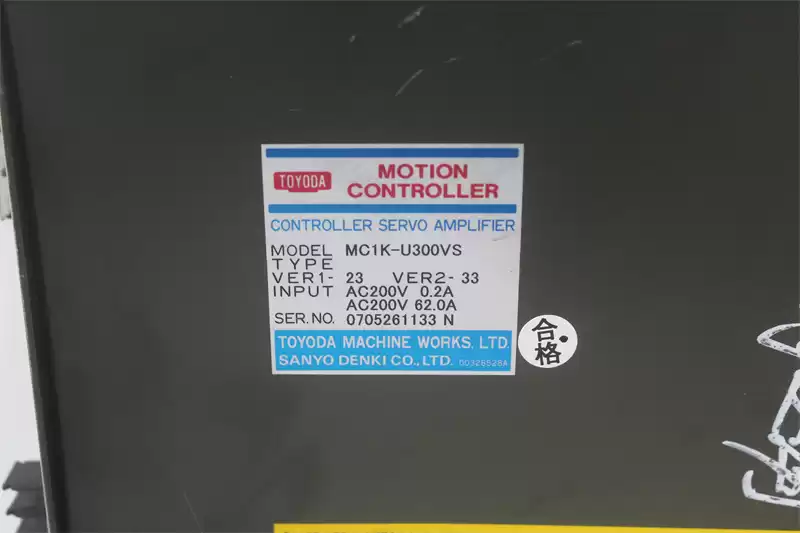 TOYODA
MOTION
CONTROLLER
CONTROLLER SERVO AMPLIFIER
MODEL MC1K-U300VS
TYPE
VER1- 23 VER2- 33
INPUT AC200V 0.2A
AC200V 62.0A
SER.NO. 0705261133 N
TOYODA MACHINE WORKS. LTD.
SANYO DENKI CO., LTD. 00326528A
合格